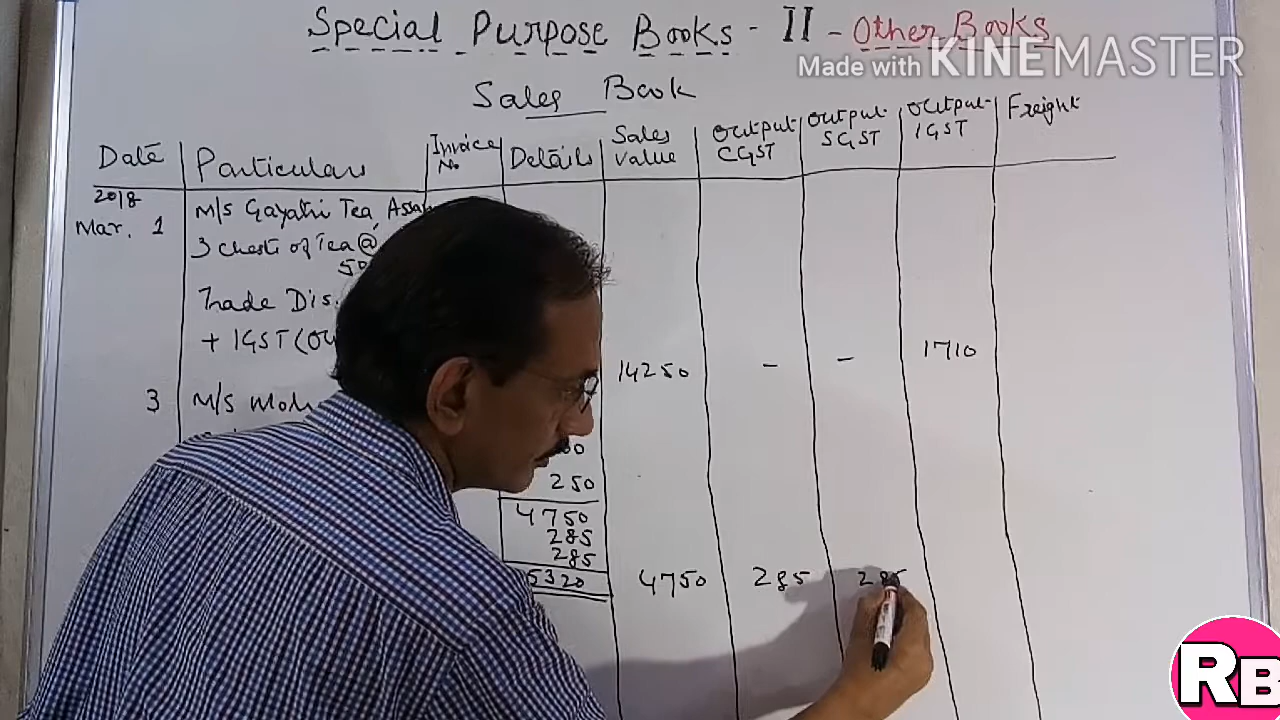 Special Purpose Books - II - Other Books
Made with KINEMASTER
Sales Book
Date Particulars Invoice No Details Sales Value Output CGST Output SGST Output IGST Freight
2018
Mar. 1 M/S Gayatri Tea, Assam
3 chests of Tea @
Trade Dis.
+ IGST
14250 - - 1710
3 M/S
250
4750
285
285
5320 4750 285 285
RB